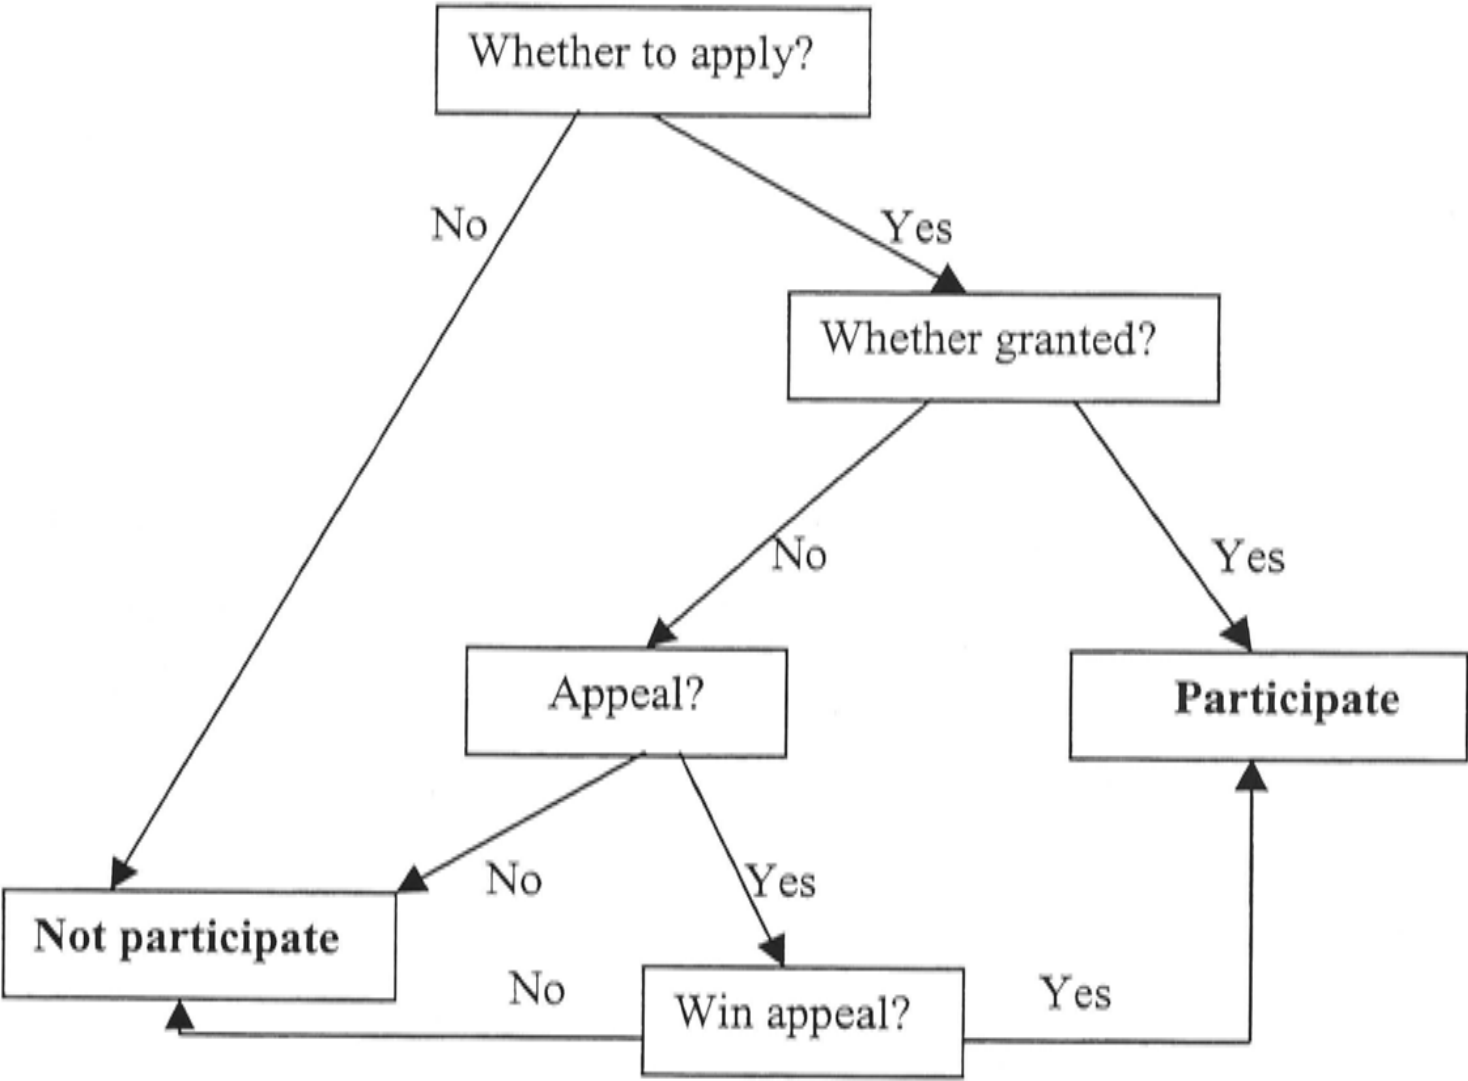 Whether to apply?
No
Yes
Whether granted?
No
Yes
Appeal?
Participate
No
Yes
Not participate
No
Win appeal?
Yes